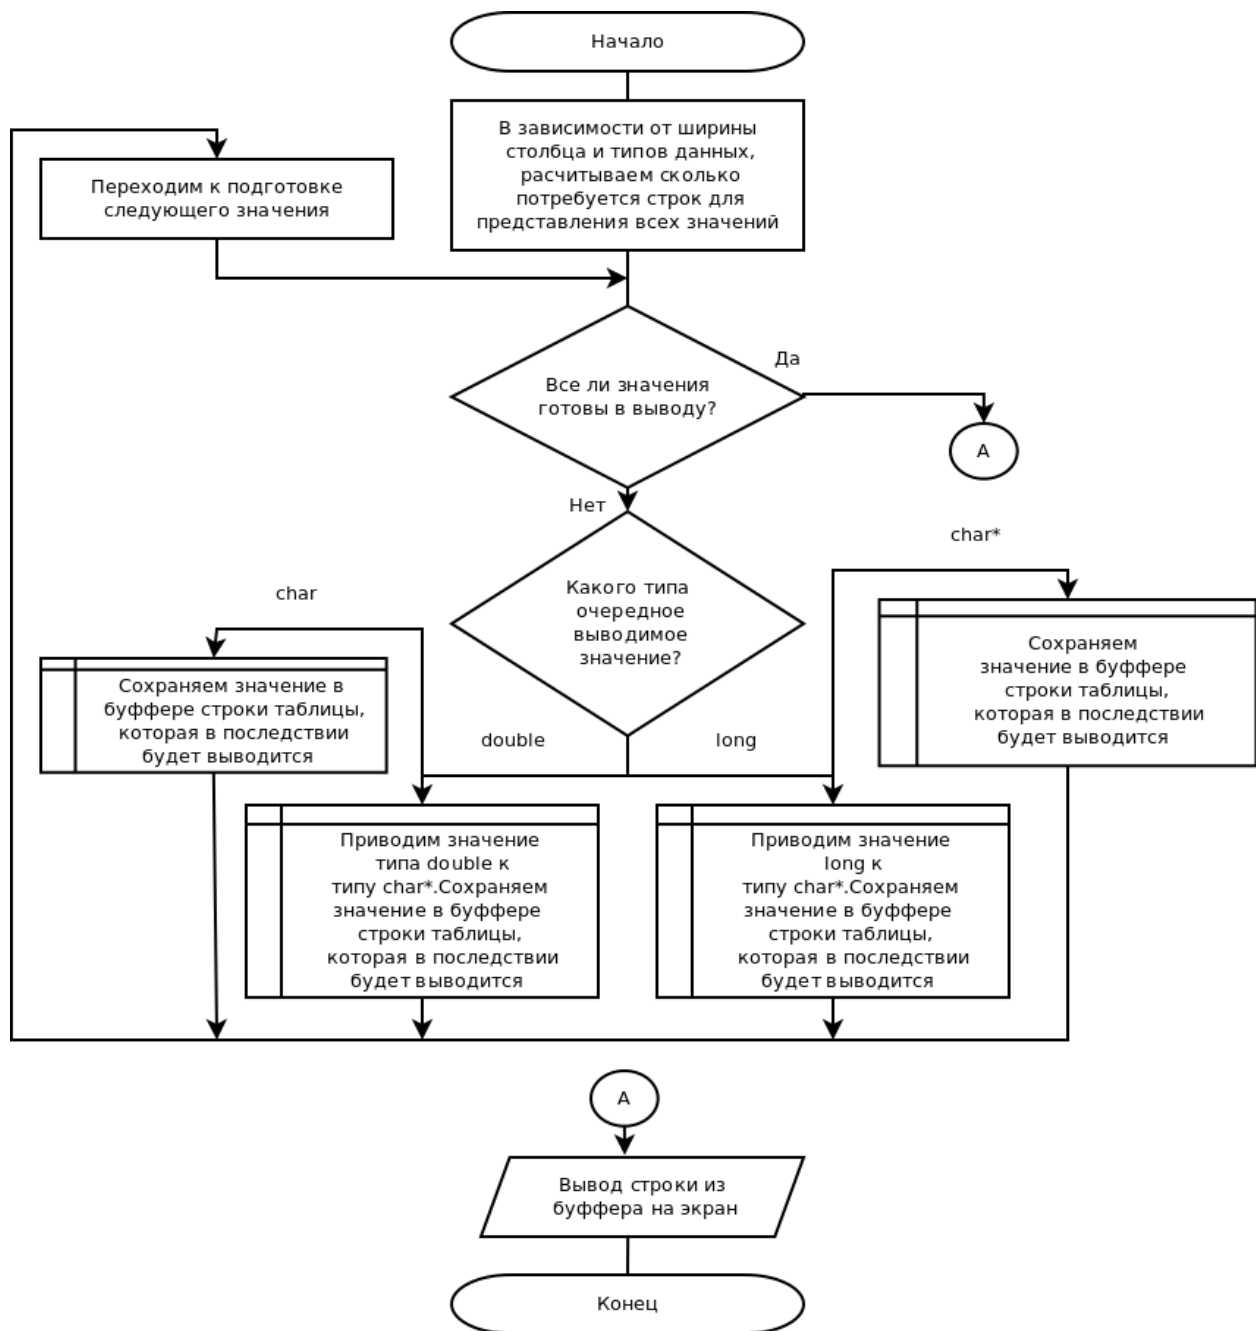 Начало
В зависимости от ширины
столбца и типов данных,
расчитываем сколько
потребуется строк для
представления всех значений
Переходим к подготовке
следующего значения
Все ли значения
готовы в выводу?
Да
А
Нет
Какого типа
очередное
выводимое
значение?
char*
char
Сохраняем
значение в буффере
строки таблицы,
которая в последствии
будет выводится
Сохраняем значение в
буффере строки таблицы,
которая в последствии
будет выводится
double
long
Приводим значение
типа double к
типу char*.Сохраняем
значение в буффере
строки таблицы,
которая в последствии
будет выводится
Приводим значение
long к
типу char*.Сохраняем
значение в буффере
строки таблицы,
которая в последствии
будет выводится
А
Вывод строки из
буффера на экран
Конец